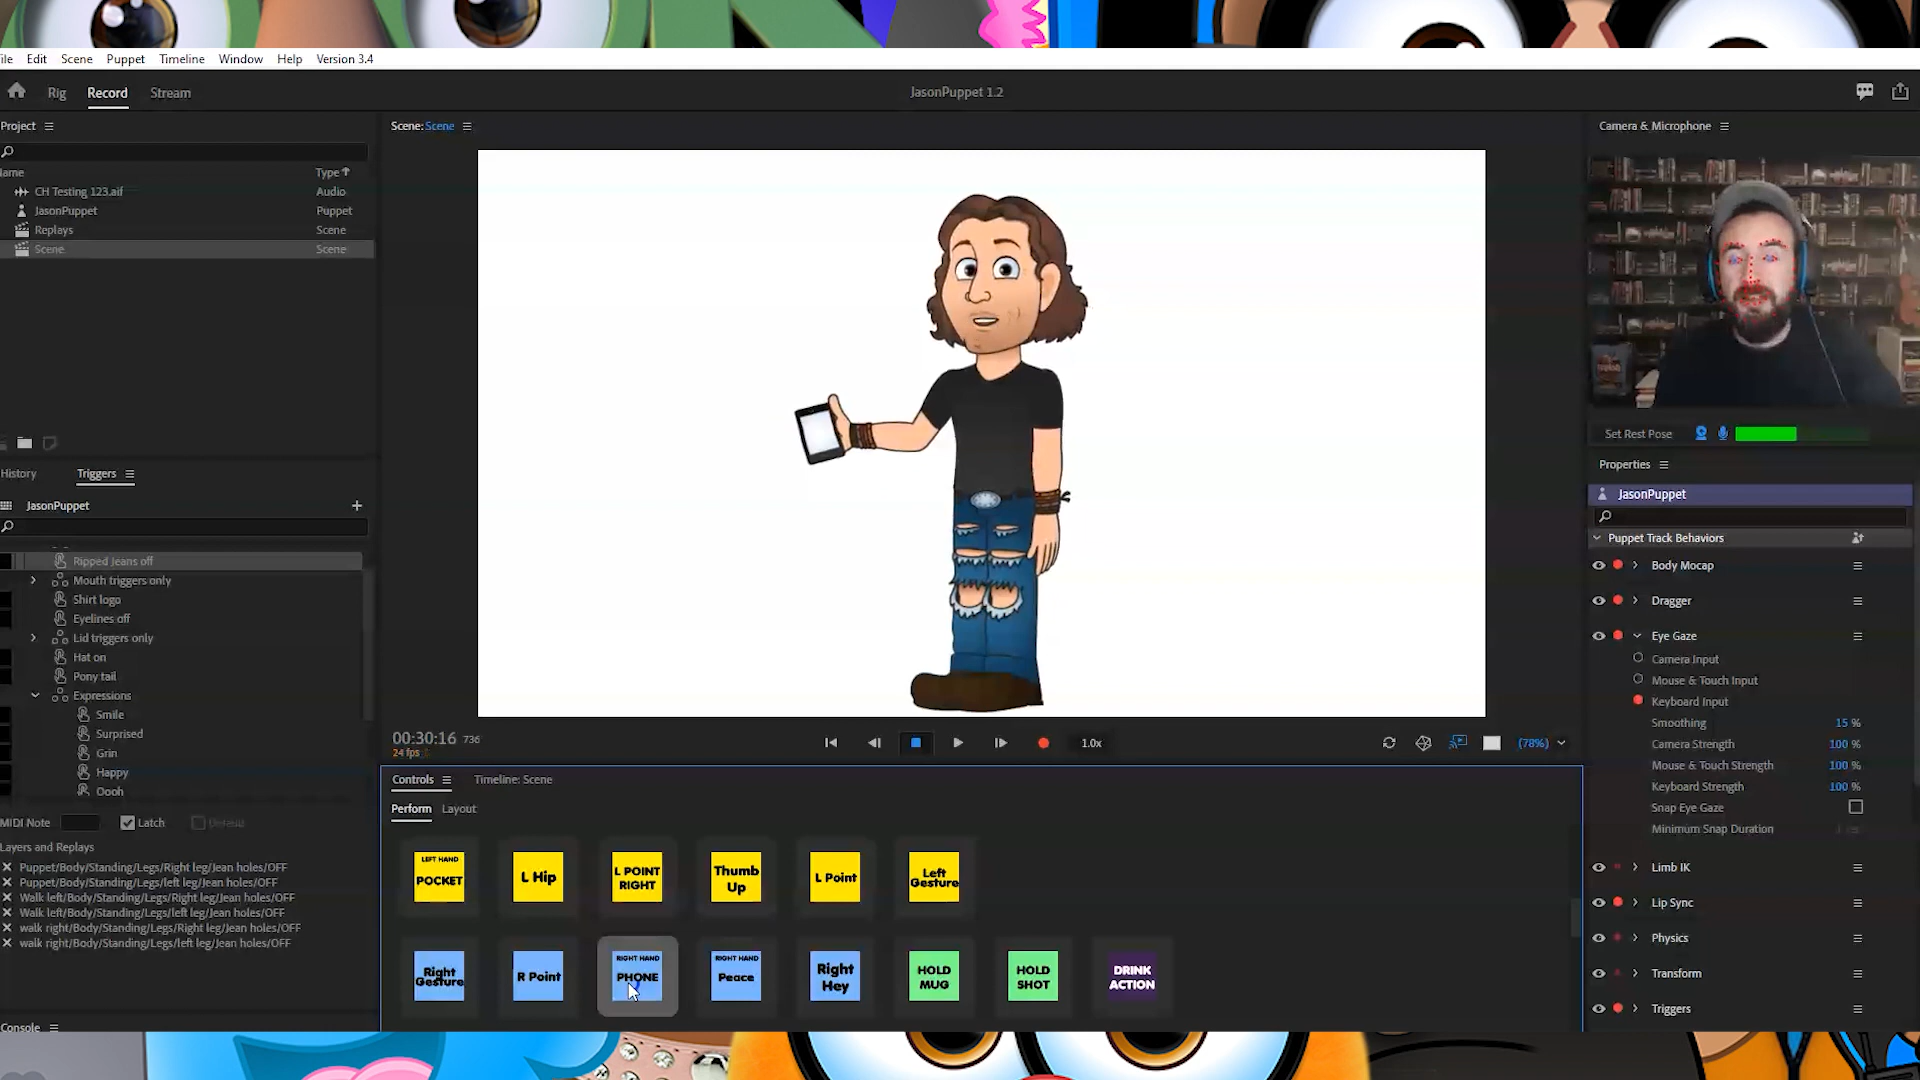 ile Edit Scene Puppet Timeline Window Help Version 3.4
Rig Record Stream
JasonPuppet 1.2
Project
ame Type
CH Testing 123.aif Audio
JasonPuppet Puppet
Replays Scene
Scene Scene
History Triggers
JasonPuppet
Ripped Jeans off
Mouth triggers only
Shirt logo
Eyelines off
Lid triggers only
Hat on
Pony tail
Expressions
Smile
Surprised
Grin
Happy
Oooh
MIDI Note Latch Default
Layers and Replays
Puppet/Body/Standing/Legs/Right leg/Jean holes/OFF
Puppet/Body/Standing/Legs/left leg/Jean holes/OFF
Walk left/Body/Standing/Legs/Right leg/Jean holes/OFF
Walk left/Body/Standing/Legs/left leg/Jean holes/OFF
walk right/Body/Standing/Legs/Right leg/Jean holes/OFF
walk right/Body/Standing/Legs/left leg/Jean holes/OFF
Console
Scene: Scene
00:30:16 736
24 fps
1.0x
(78%)
Controls Timeline: Scene
Perform Layout
LEFT HAND
POCKET
L Hip
L POINT
RIGHT
Thumb
Up
L Point
Left
Gesture
Right
Gesture
R Point
RIGHT HAND
PHONE
RIGHT HAND
Peace
Right
Hey
HOLD
MUG
HOLD
SHOT
DRINK
ACTION
Camera & Microphone
Set Rest Pose
Properties
JasonPuppet
Puppet Track Behaviors
Body Mocap
Dragger
Eye Gaze
Camera Input
Mouse & Touch Input
Keyboard Input
Smoothing 15 %
Camera Strength 100 %
Mouse & Touch Strength 100 %
Keyboard Strength 100 %
Snap Eye Gaze
Minimum Snap Duration
Limb IK
Lip Sync
Physics
Transform
Triggers